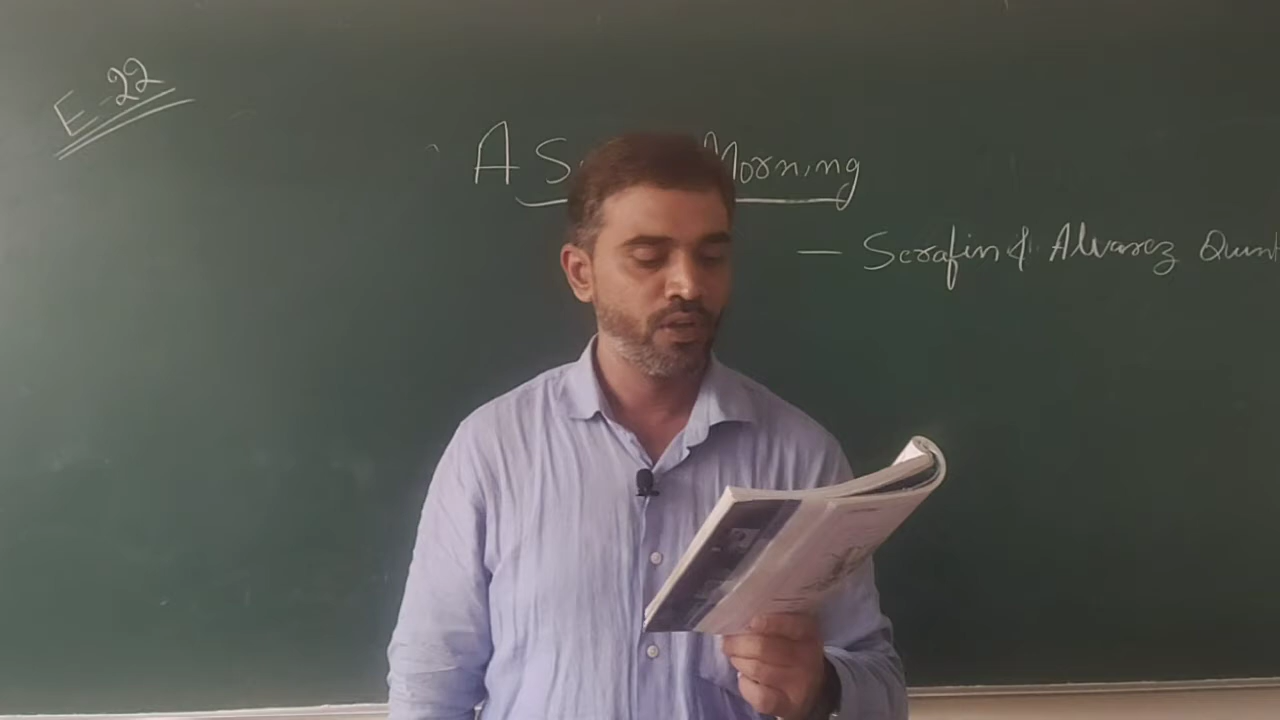 E-22
A S Morning
— Serafin & Alvarez Quint